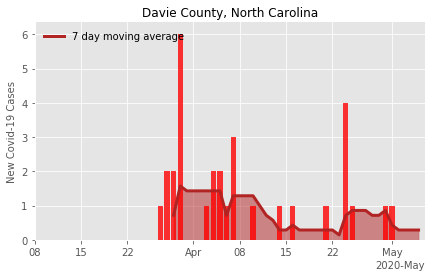 Davie County, North Carolina
7 day moving average
New Covid-19 Cases
6
5
4
3
2
1
0
08 15 22 Apr 08 15 22 May
2020-May